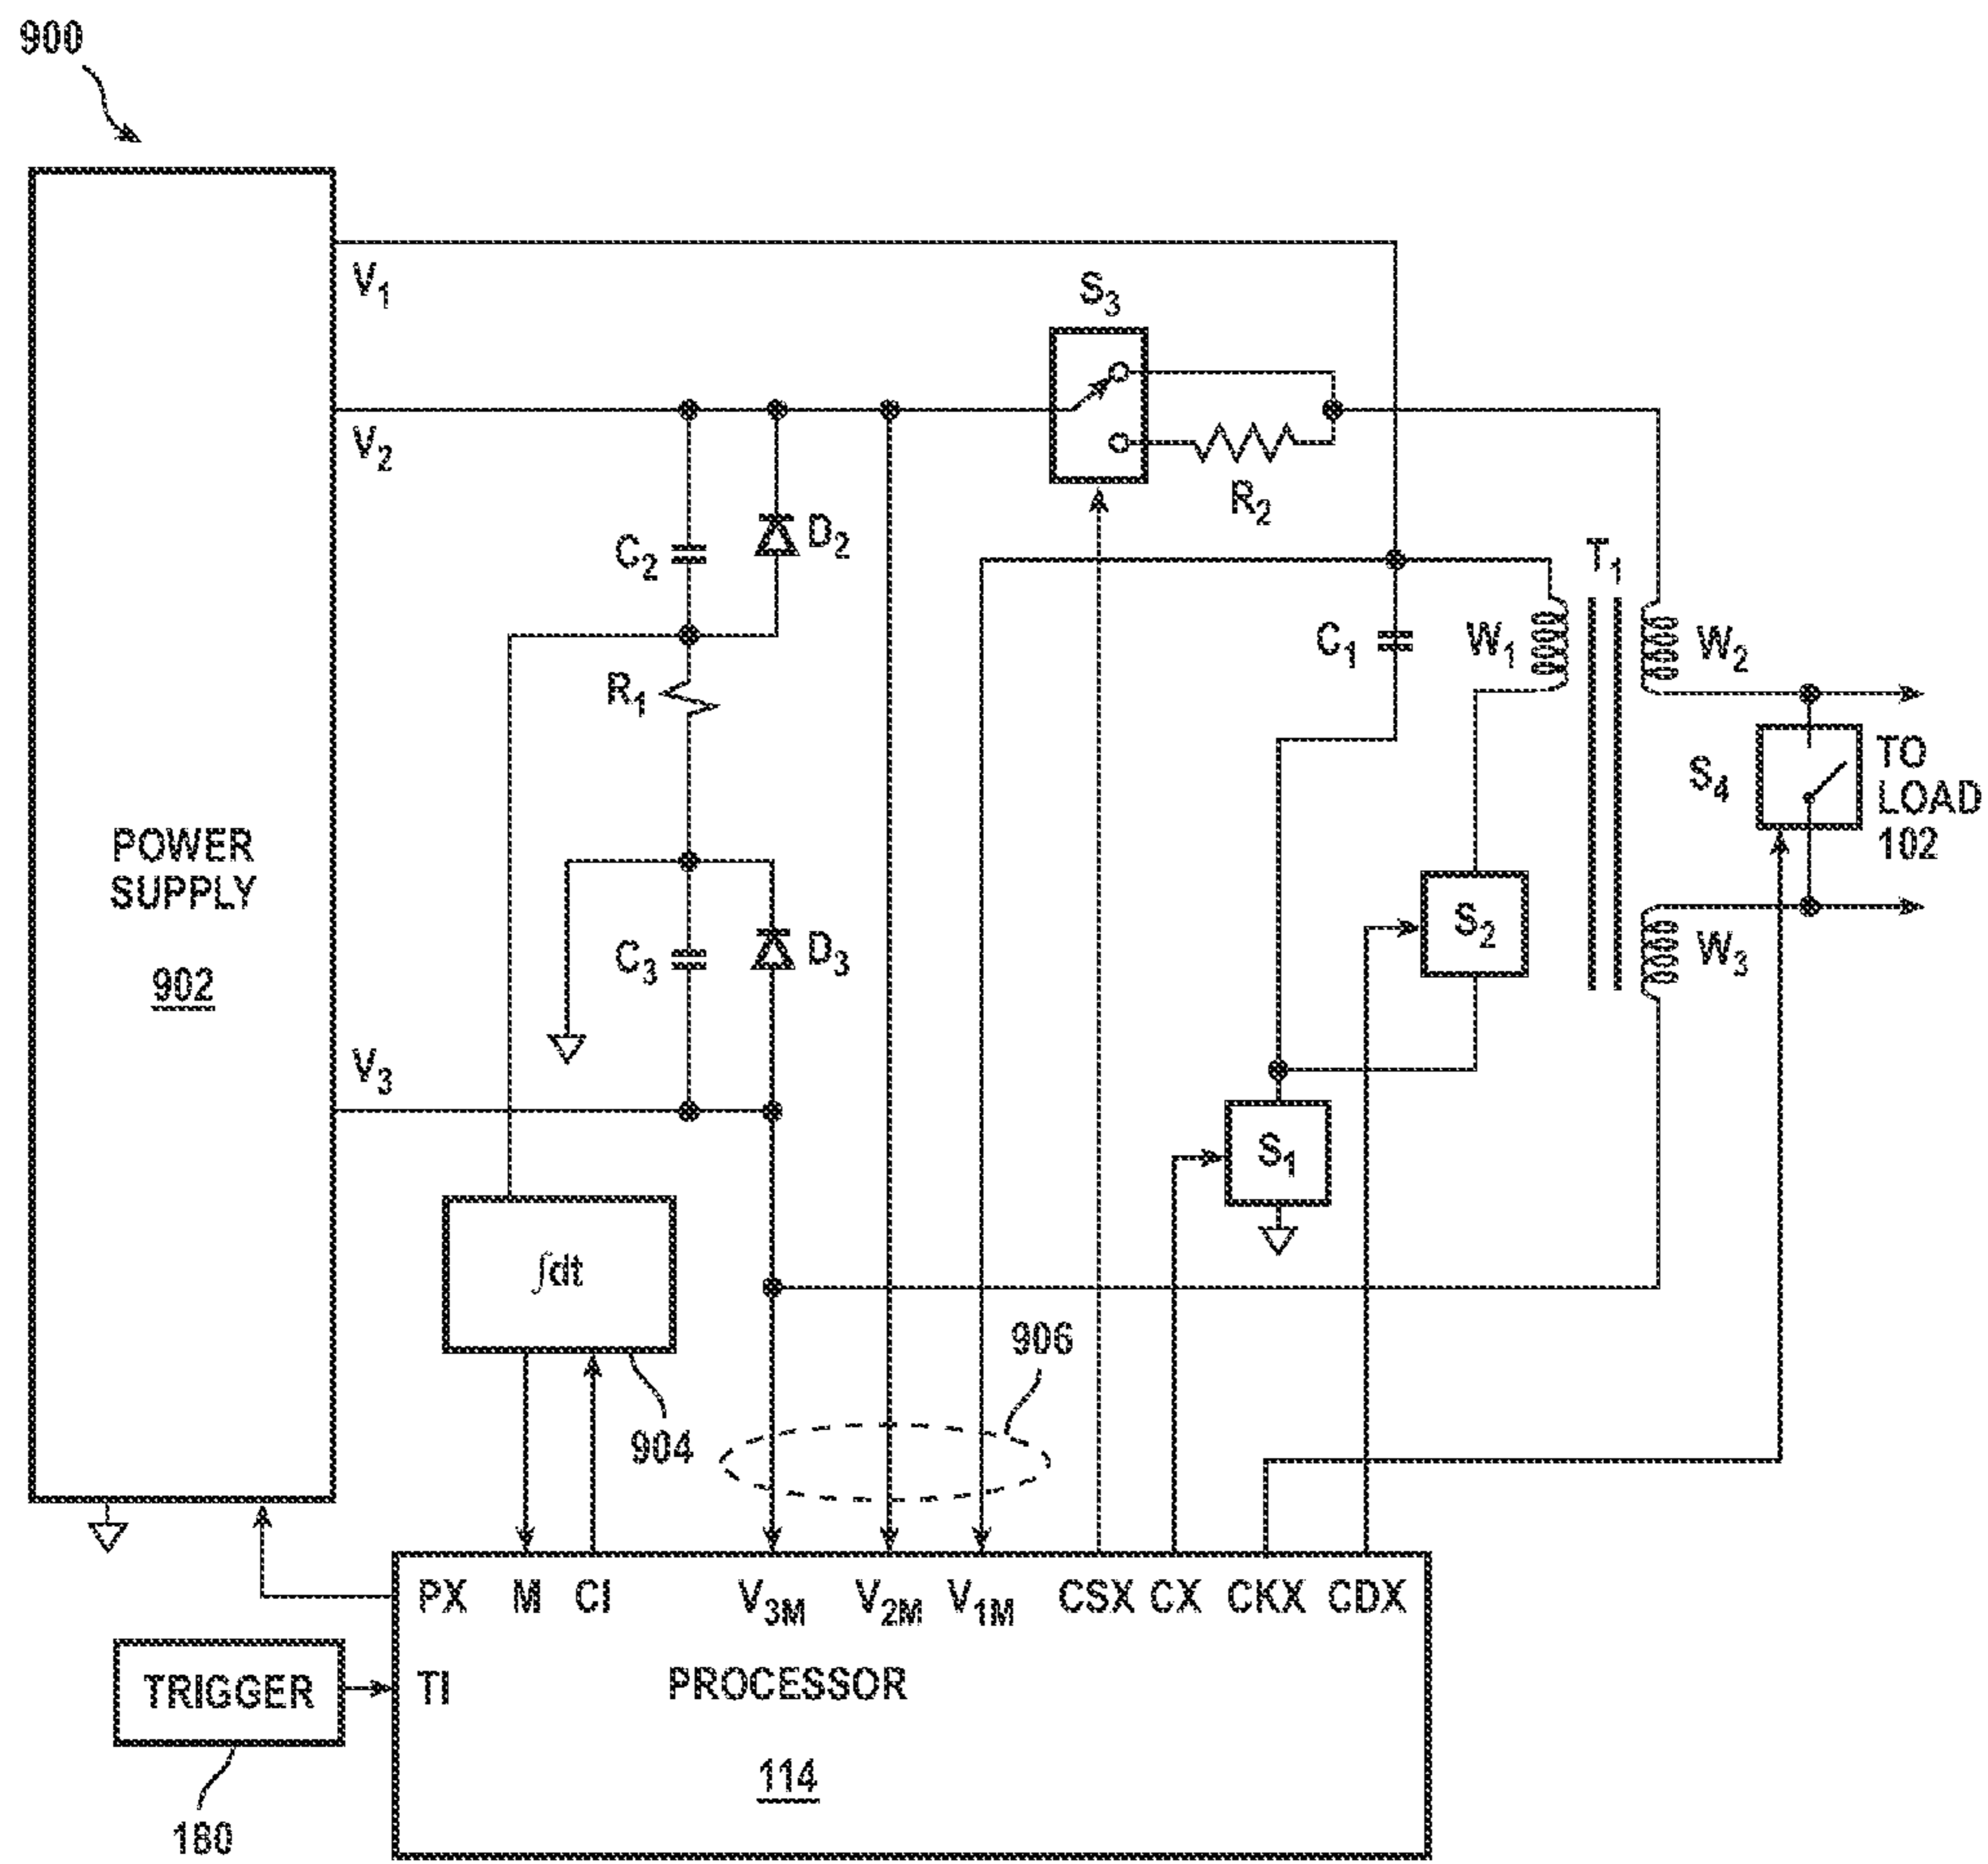 900
V1
S3
V2
R2
C2
D2
T1
C1
W1
W2
R1
S4
TO
LOAD
102
POWER
SUPPLY
902
S2
C3
D3
W3
V3
S1
∫dt
906
904
PX M CI V3M V2M V1M CSX CX CKX CDX
TRIGGER
TI
PROCESSOR
114
180